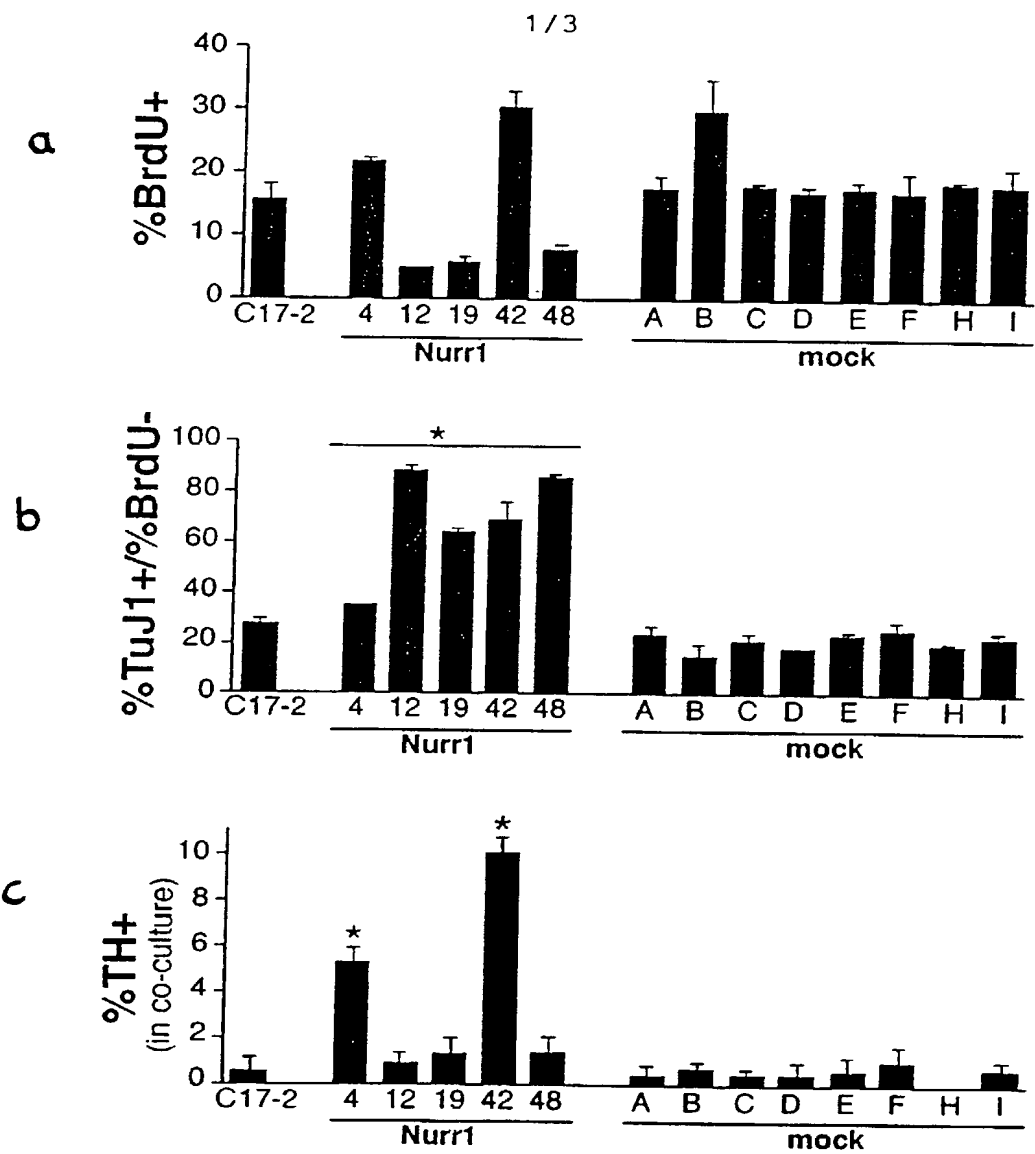 1/3
a
%BrdU+
40
30
20
10
0
C17-2
4 12 19 42 48
Nurr1
A B C D E F H I
mock
b
%TuJ1+/%BrdU-
100
80
60
40
20
0
*
C17-2
4 12 19 42 48
Nurr1
A B C D E F H I
mock
c
%TH+
(in co-culture)
10
8
6
4
2
0
*
*
C17-2
4 12 19 42 48
Nurr1
A B C D E F H I
mock